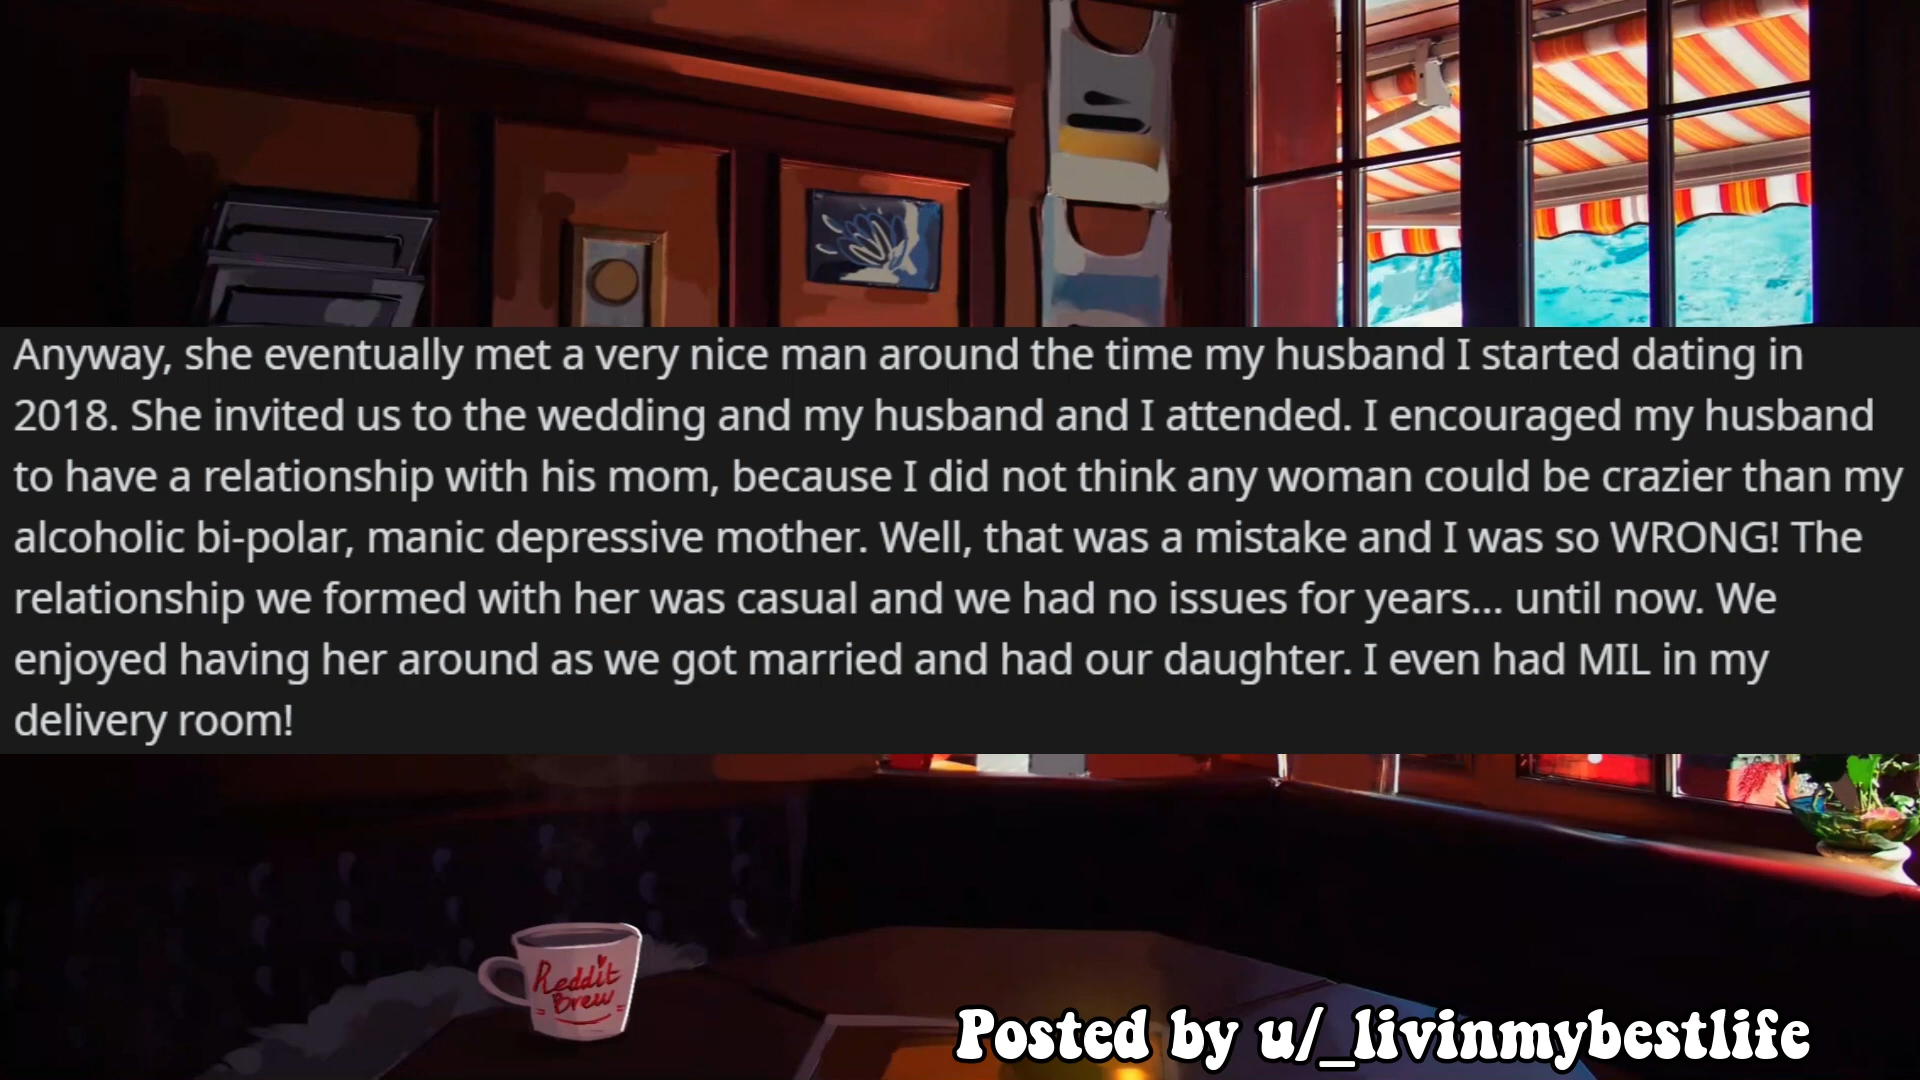 Anyway, she eventually met a very nice man around the time my husband I started dating in
2018. She invited us to the wedding and my husband and I attended. I encouraged my husband
to have a relationship with his mom, because I did not think any woman could be crazier than my
alcoholic bi-polar, manic depressive mother. Well, that was a mistake and I was so WRONG! The
relationship we formed with her was casual and we had no issues for years... until now. We
enjoyed having her around as we got married and had our daughter. I even had MIL in my
delivery room!
Reddit
Brew
Posted by u/_livinmybestlife